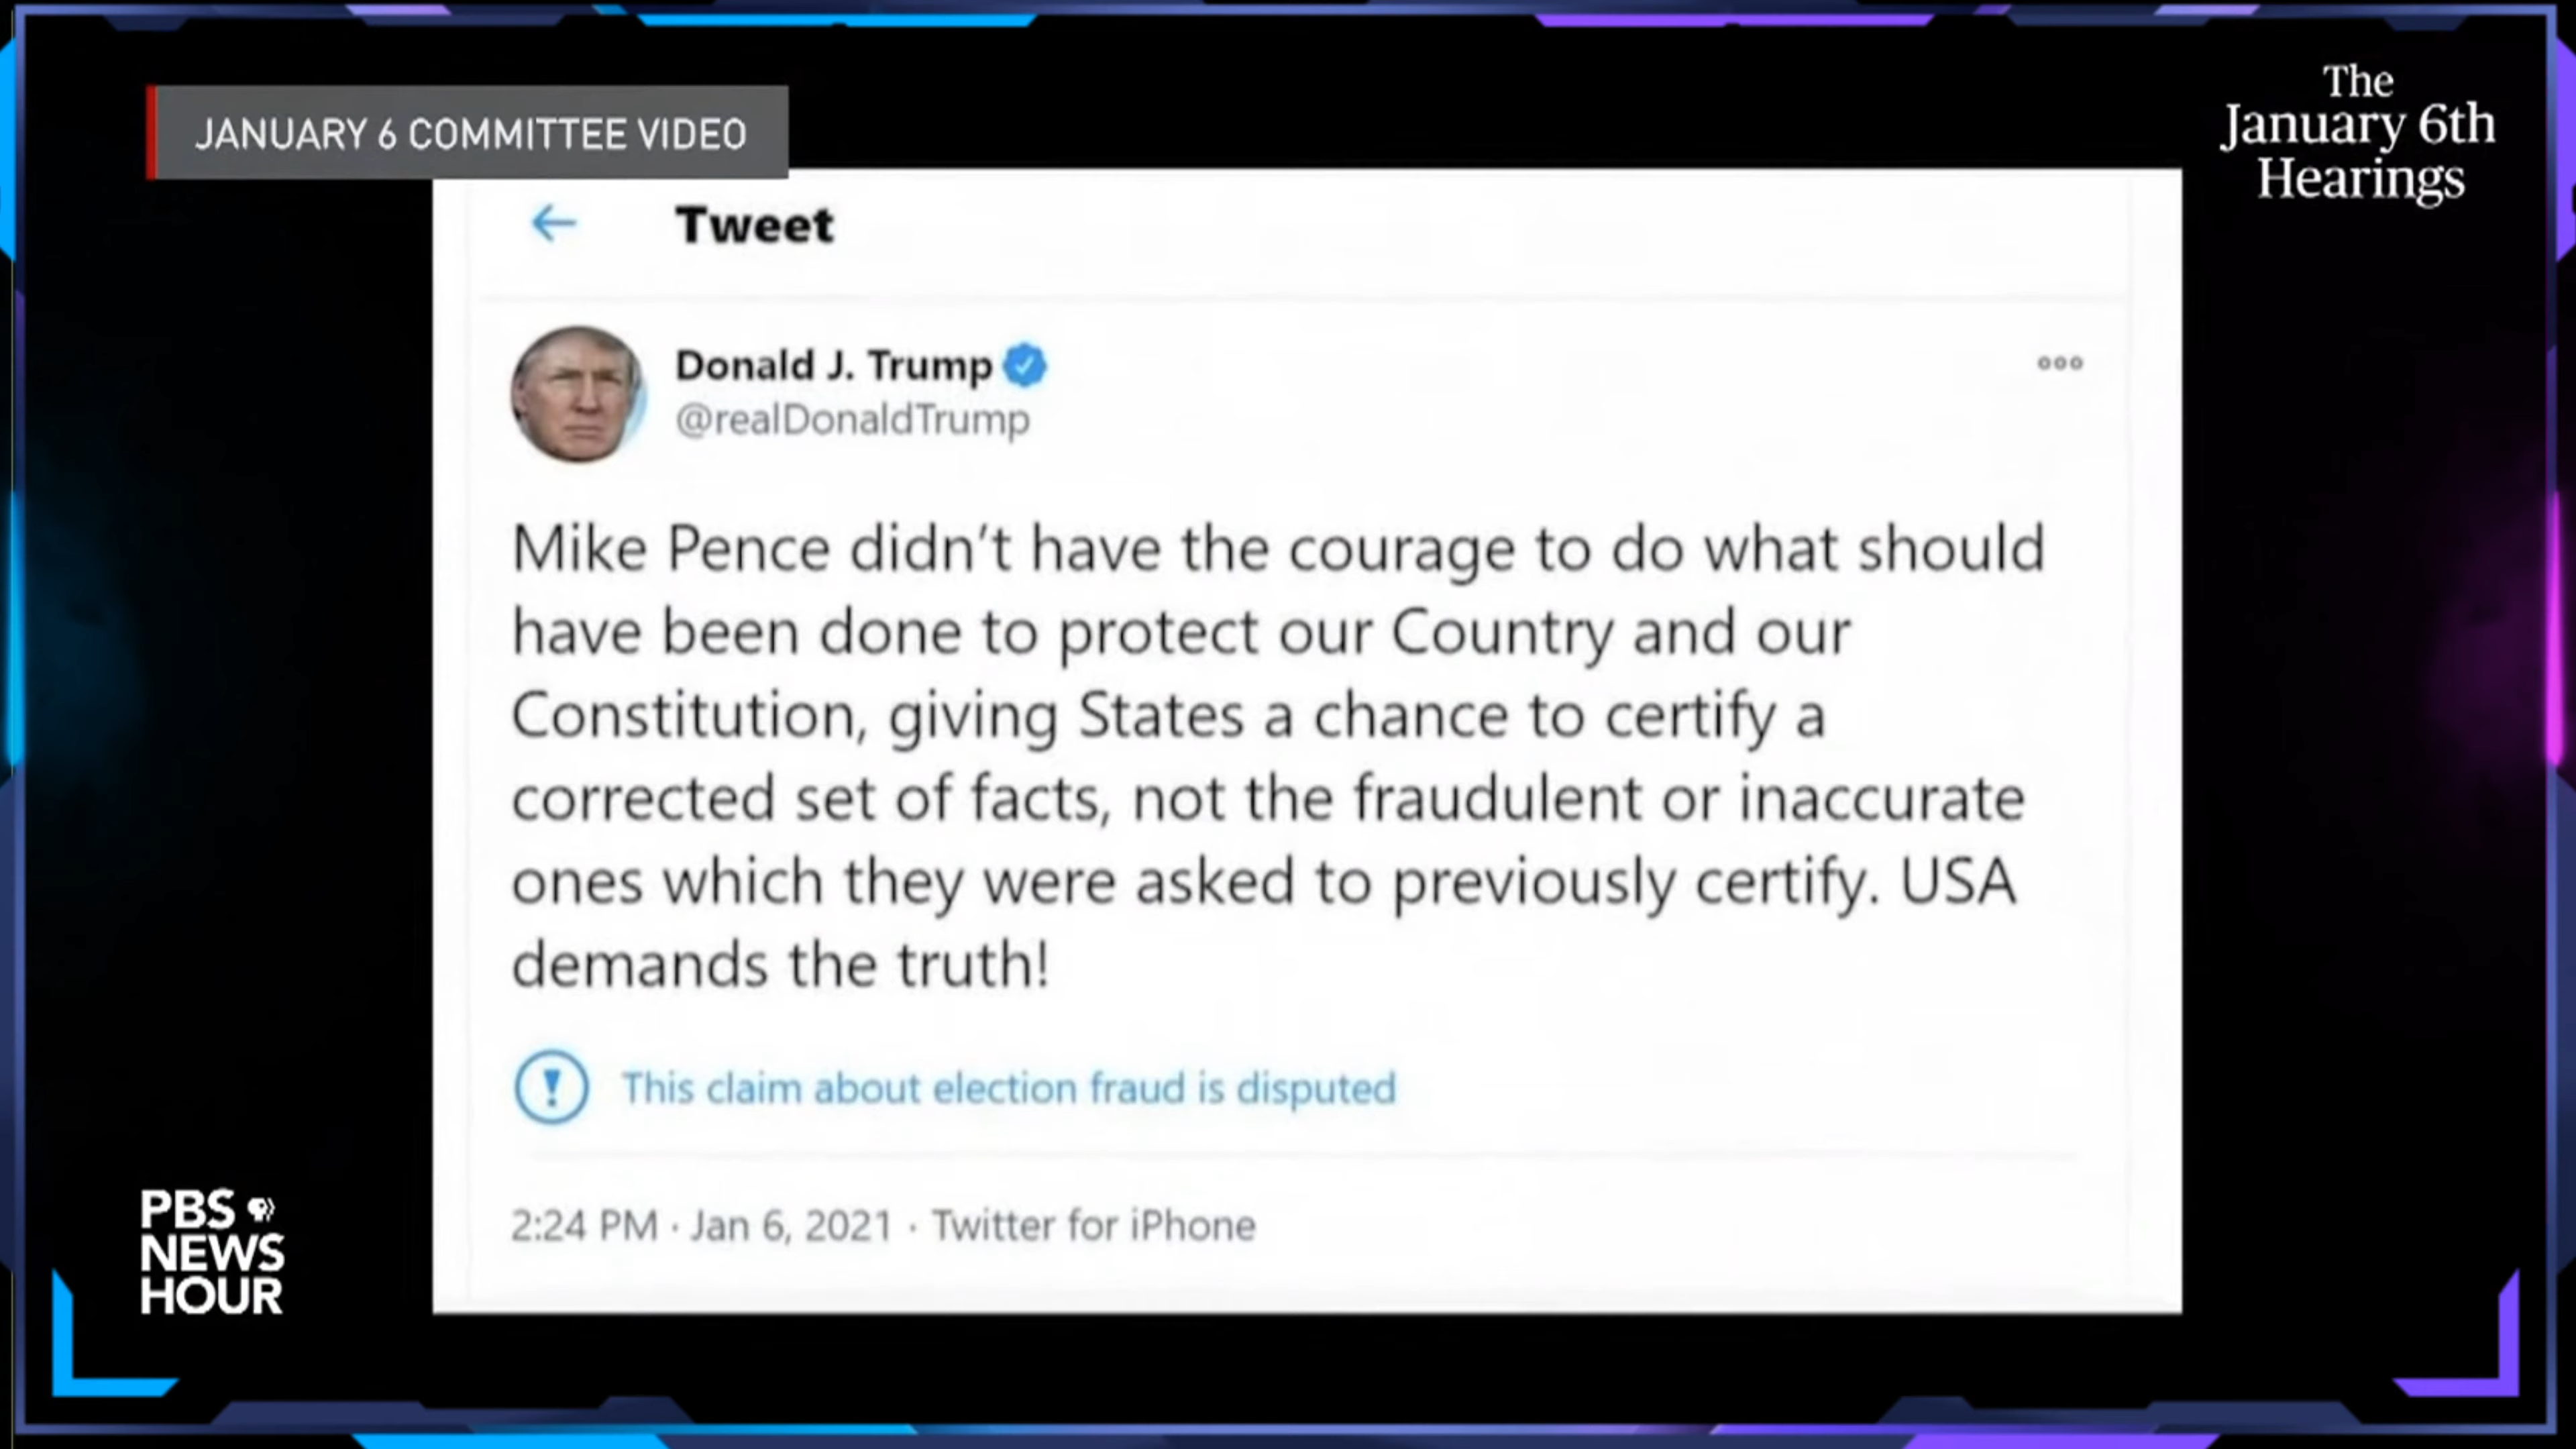 JANUARY 6 COMMITTEE VIDEO
The
January 6th
Hearings
Tweet
Donald J. Trump
@realDonaldTrump
Mike Pence didn't have the courage to do what should
have been done to protect our Country and our
Constitution, giving States a chance to certify a
corrected set of facts, not the fraudulent or inaccurate
ones which they were asked to previously certify. USA
demands the truth!
This claim about election fraud is disputed
2:24 PM · Jan 6, 2021 · Twitter for iPhone
PBS
NEWS
HOUR